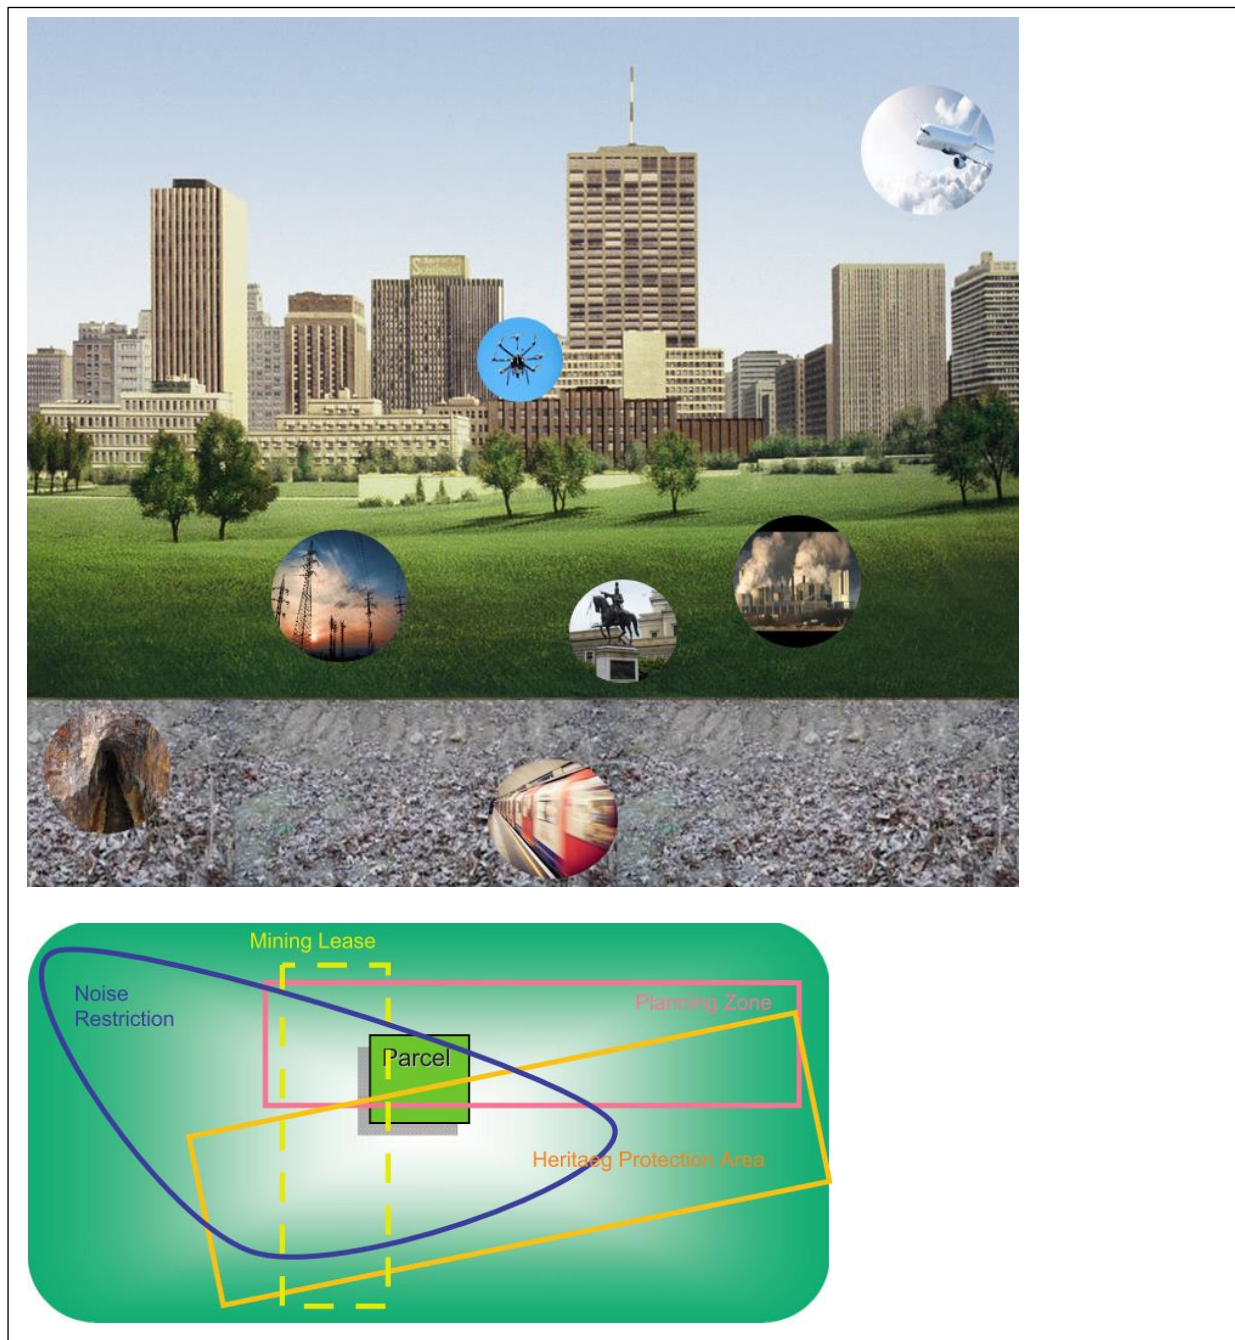 Mining Lease
Noise
Restriction
Planning Zone
Parcel
Heritaeg Protection Area